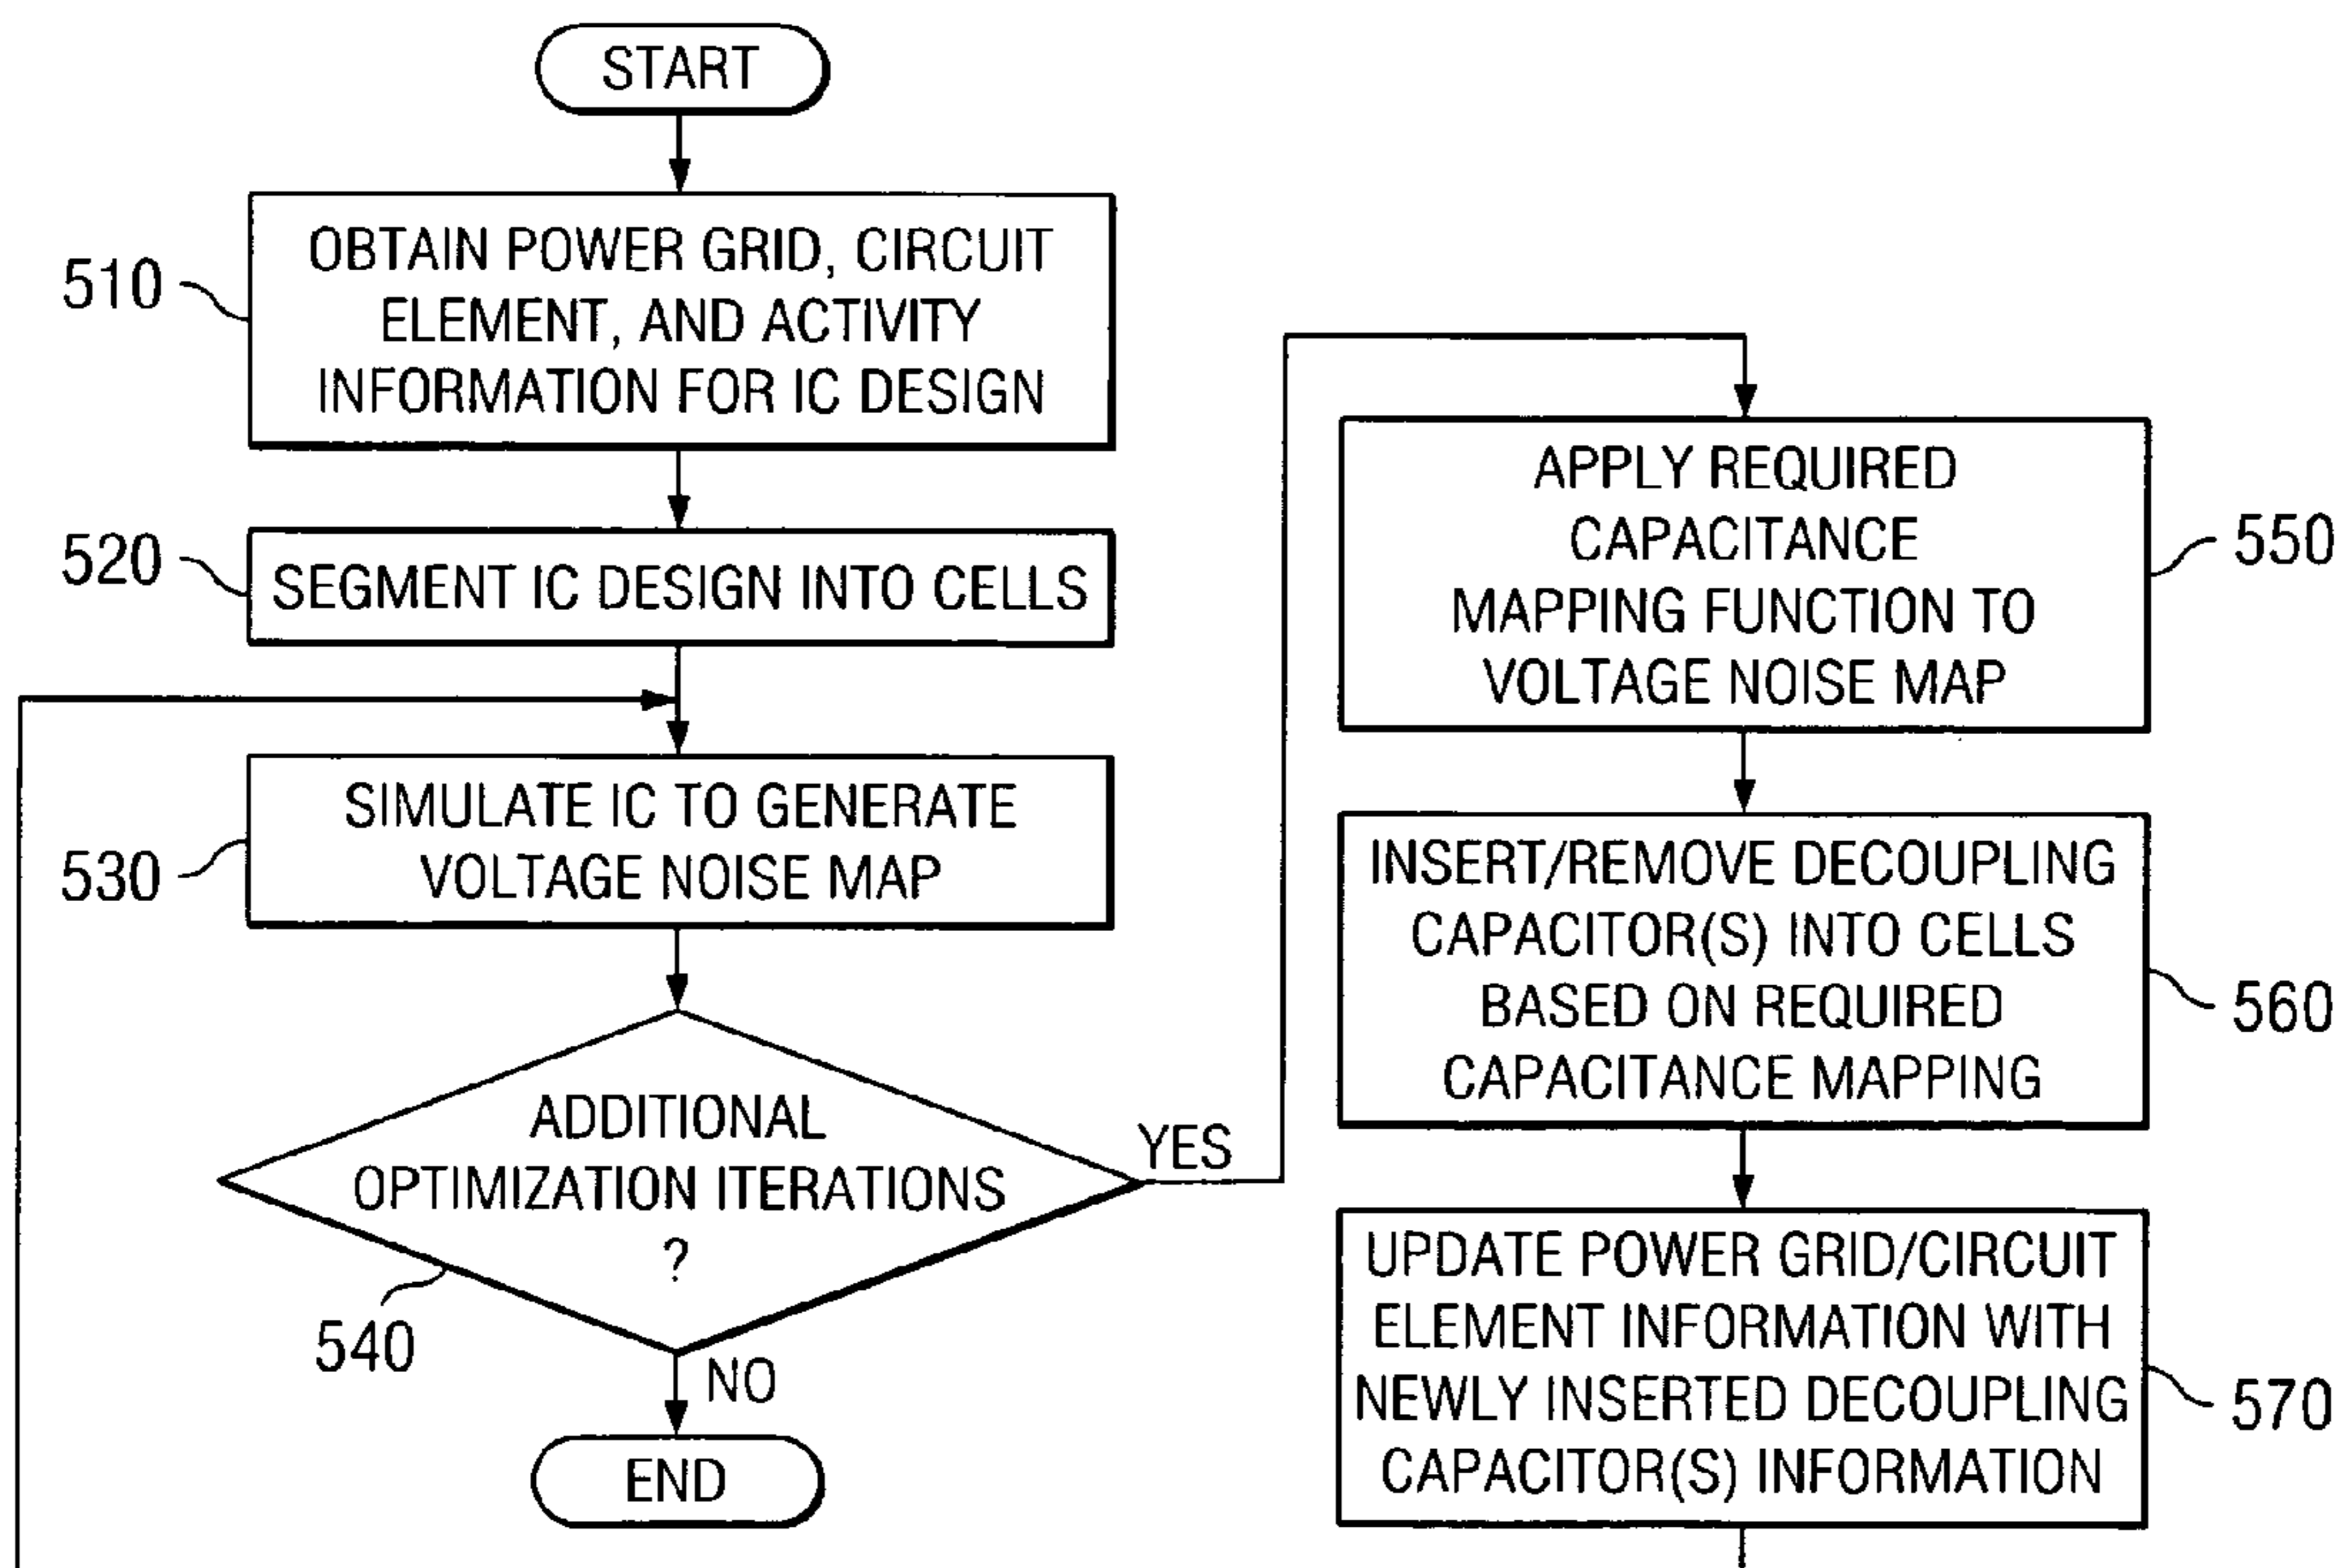 START
510
OBTAIN POWER GRID, CIRCUIT
ELEMENT, AND ACTIVITY
INFORMATION FOR IC DESIGN
520
SEGMENT IC DESIGN INTO CELLS
530
SIMULATE IC TO GENERATE
VOLTAGE NOISE MAP
ADDITIONAL
OPTIMIZATION ITERATIONS
?
540
YES
NO
END
APPLY REQUIRED
CAPACITANCE
MAPPING FUNCTION TO
VOLTAGE NOISE MAP
550
INSERT/REMOVE DECOUPLING
CAPACITOR(S) INTO CELLS
BASED ON REQUIRED
CAPACITANCE MAPPING
560
UPDATE POWER GRID/CIRCUIT
ELEMENT INFORMATION WITH
NEWLY INSERTED DECOUPLING
CAPACITOR(S) INFORMATION
570